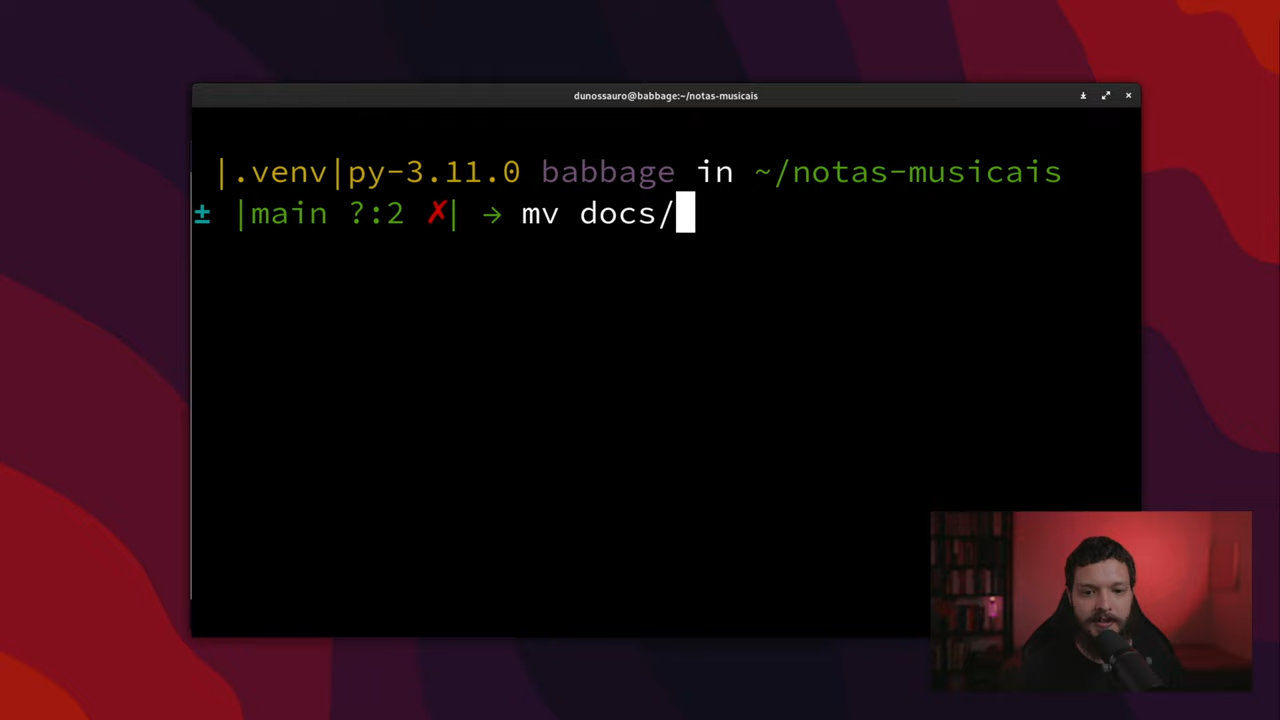 dunossauro@babbage:~/notas-musicais
|.venv|py-3.11.0 babbage in ~/notas-musicais
± |main ?:2 ✗| → mv docs/